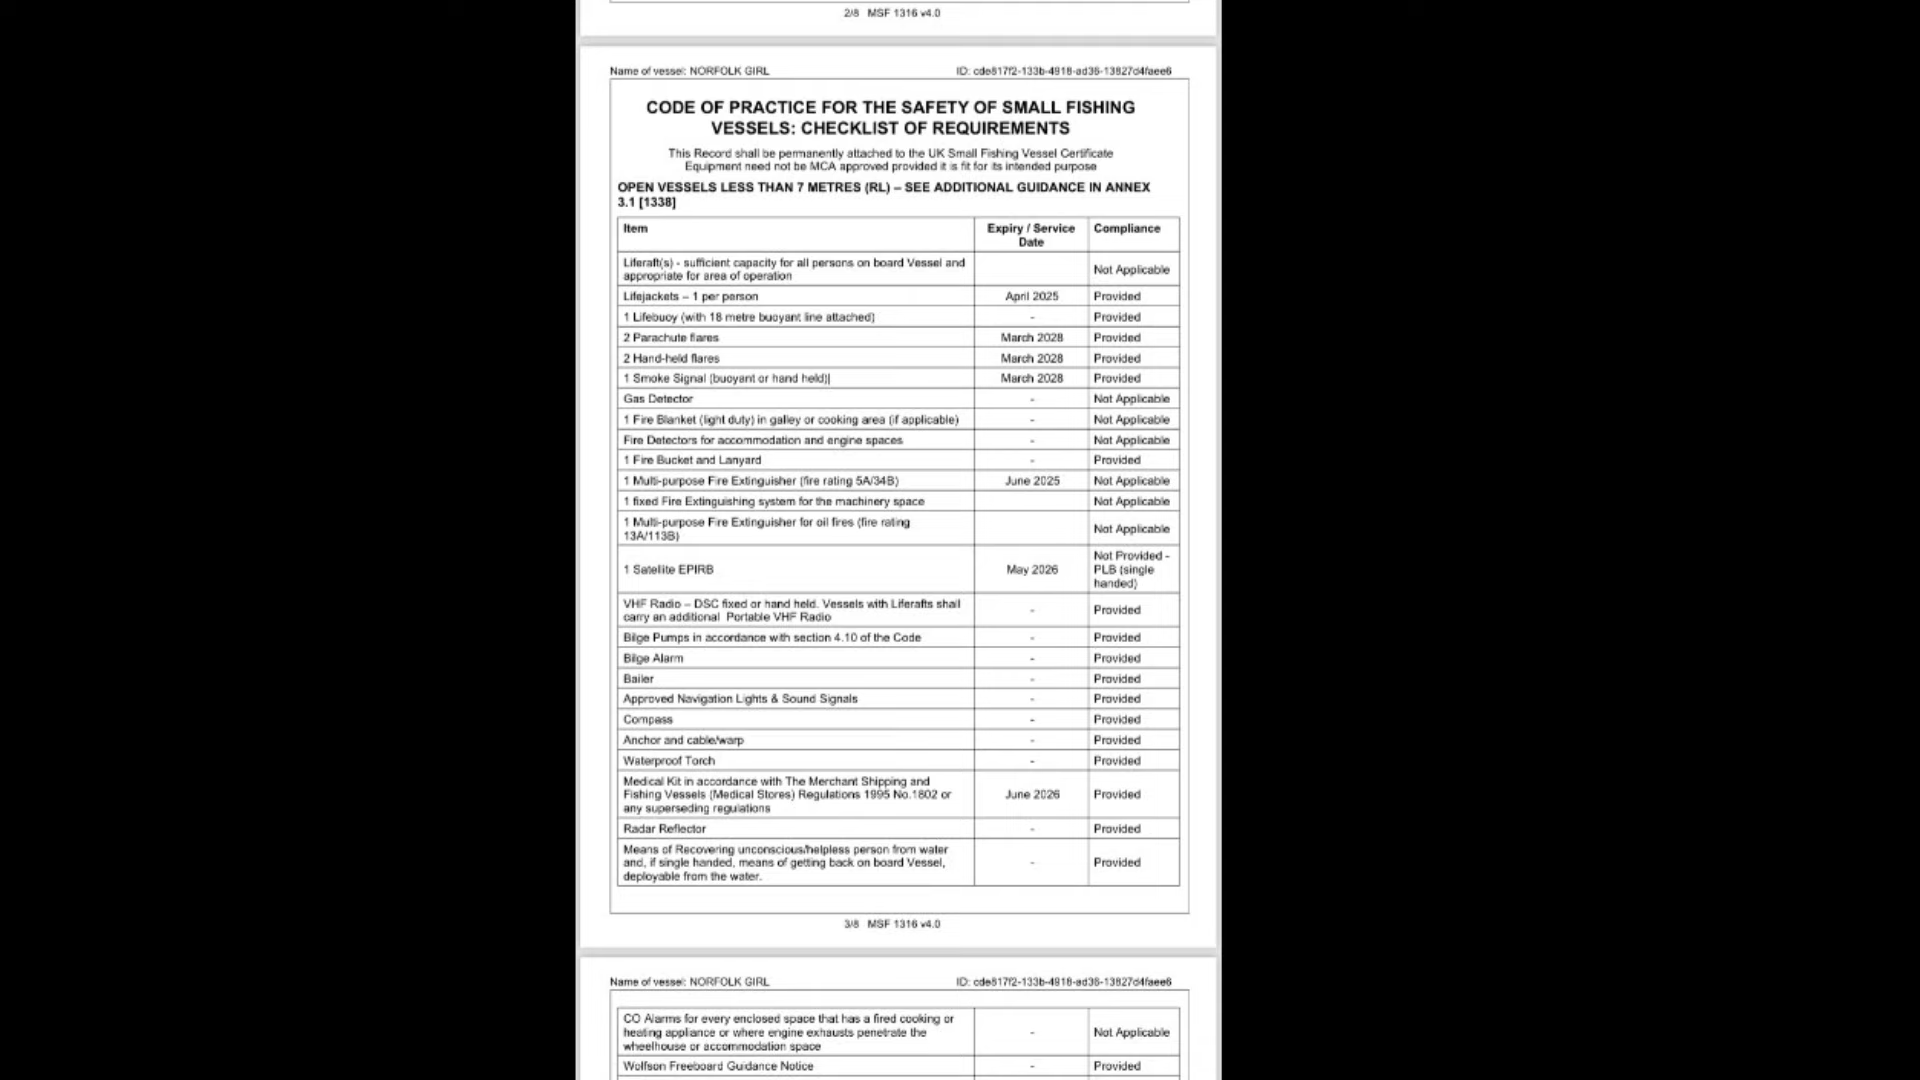 2/8 MSF 1316 v4.0
Name of vessel: NORFOLK GIRL ID: cde817f2-133b-4918-ad36-13827d4faee6
CODE OF PRACTICE FOR THE SAFETY OF SMALL FISHING
VESSELS: CHECKLIST OF REQUIREMENTS
This Record shall be permanently attached to the UK Small Fishing Vessel Certificate
Equipment need not be MCA approved provided it is fit for its intended purpose
OPEN VESSELS LESS THAN 7 METRES (RL) – SEE ADDITIONAL GUIDANCE IN ANNEX
3.1 [1338]
Item Expiry / Service Compliance
Date
Liferaft(s) - sufficient capacity for all persons on board Vessel and
appropriate for area of operation Not Applicable
Lifejackets – 1 per person April 2025 Provided
1 Lifebuoy (with 18 metre buoyant line attached) - Provided
2 Parachute flares March 2028 Provided
2 Hand-held flares March 2028 Provided
1 Smoke Signal (buoyant or hand held)| March 2028 Provided
Gas Detector - Not Applicable
1 Fire Blanket (light duty) in galley or cooking area (if applicable) - Not Applicable
Fire Detectors for accommodation and engine spaces - Not Applicable
1 Fire Bucket and Lanyard - Provided
1 Multi-purpose Fire Extinguisher (fire rating 5A/34B) June 2025 Not Applicable
1 fixed Fire Extinguishing system for the machinery space Not Applicable
1 Multi-purpose Fire Extinguisher for oil fires (fire rating
13A/113B) Not Applicable
1 Satellite EPIRB May 2026 Not Provided -
PLB (single
handed)
VHF Radio – DSC fixed or hand held. Vessels with Liferafts shall
carry an additional Portable VHF Radio - Provided
Bilge Pumps in accordance with section 4.10 of the Code - Provided
Bilge Alarm - Provided
Bailer - Provided
Approved Navigation Lights & Sound Signals - Provided
Compass - Provided
Anchor and cable/warp - Provided
Waterproof Torch - Provided
Medical Kit in accordance with The Merchant Shipping and
Fishing Vessels (Medical Stores) Regulations 1995 No.1802 or June 2026 Provided
any superseding regulations
Radar Reflector - Provided
Means of Recovering unconscious/helpless person from water
and, if single handed, means of getting back on board Vessel, - Provided
deployable from the water.
3/8 MSF 1316 v4.0
Name of vessel: NORFOLK GIRL ID: cde817f2-133b-4918-ad36-13827d4faee6
CO Alarms for every enclosed space that has a fired cooking or
heating appliance or where engine exhausts penetrate the - Not Applicable
wheelhouse or accommodation space
Wolfson Freeboard Guidance Notice - Provided